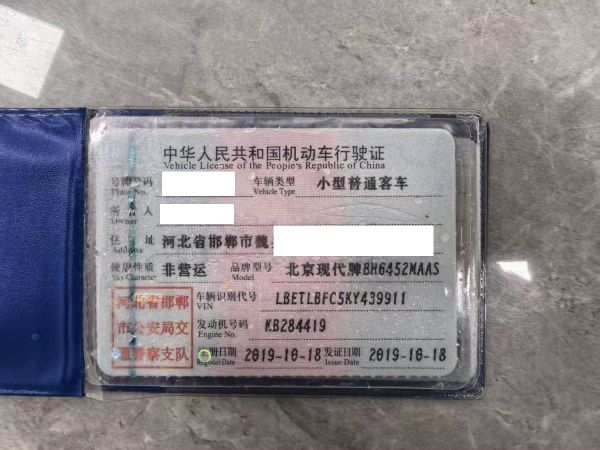 中华人民共和国机动车行驶证
Vehicle License of the People's Republic of China
号牌号码 车辆类型 小型普通客车
Plate No. Vehicle Type
所 人
Owner
住 址 河北省邯郸市魏
Address
使用性质 非营运 品牌型号 北京现代牌BH6452MAAS
Use Character Model
河北省邯郸 车辆识别代号 LBETLBFC5KY439911
VIN
市公安局交 发动机号码 KB284419
Engine No.
通警察支队 注册日期 2019-10-18 发证日期 2019-10-18
Register Date Issue Date